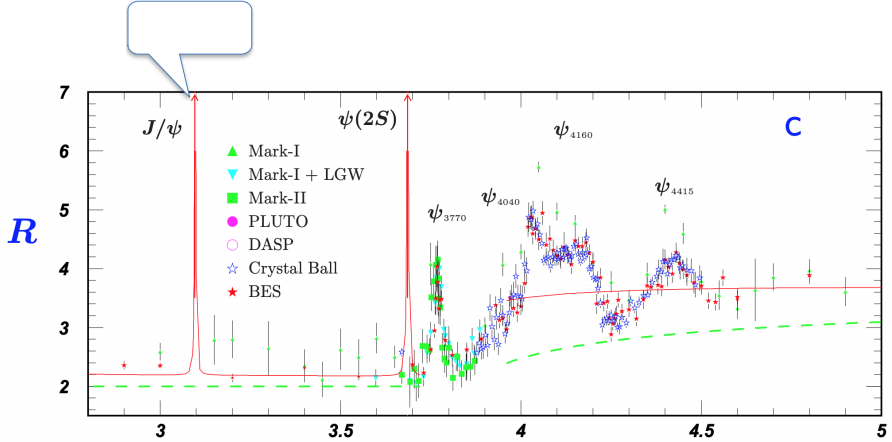 7
6
5
4
3
2
R
J/ψ
ψ(2S)
ψ4160
C
Mark-I
Mark-I + LGW
Mark-II
PLUTO
DASP
Crystal Ball
BES
ψ3770
ψ4040
ψ4415
3
3.5
4
4.5
5